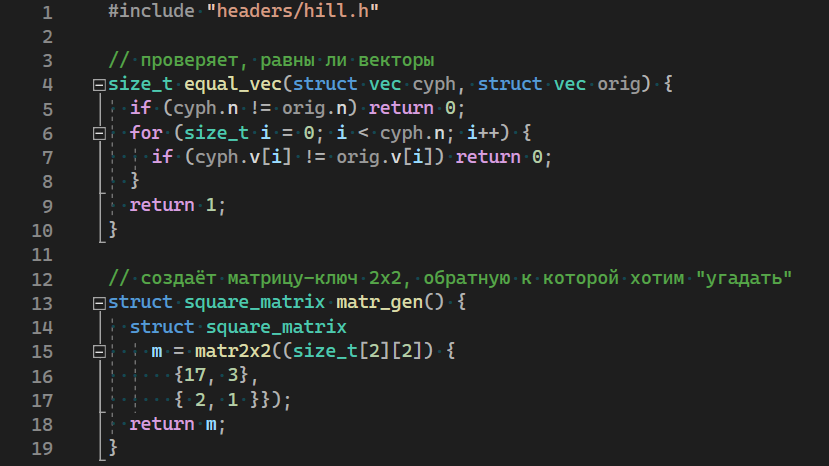 1 #include "headers/hill.h"
2
3 // проверяет, равны ли векторы
4 size_t equal_vec(struct vec cyph, struct vec orig) {
5 if (cyph.n != orig.n) return 0;
6 for (size_t i = 0; i < cyph.n; i++) {
7 if (cyph.v[i] != orig.v[i]) return 0;
8 }
9 return 1;
10 }
11
12 // создаёт матрицу-ключ 2x2, обратную к которой хотим "угадать"
13 struct square_matrix matr_gen() {
14 struct square_matrix
15 m = matr2x2((size_t[2][2]) {
16 {17, 3},
17 { 2, 1 }});
18 return m;
19 }